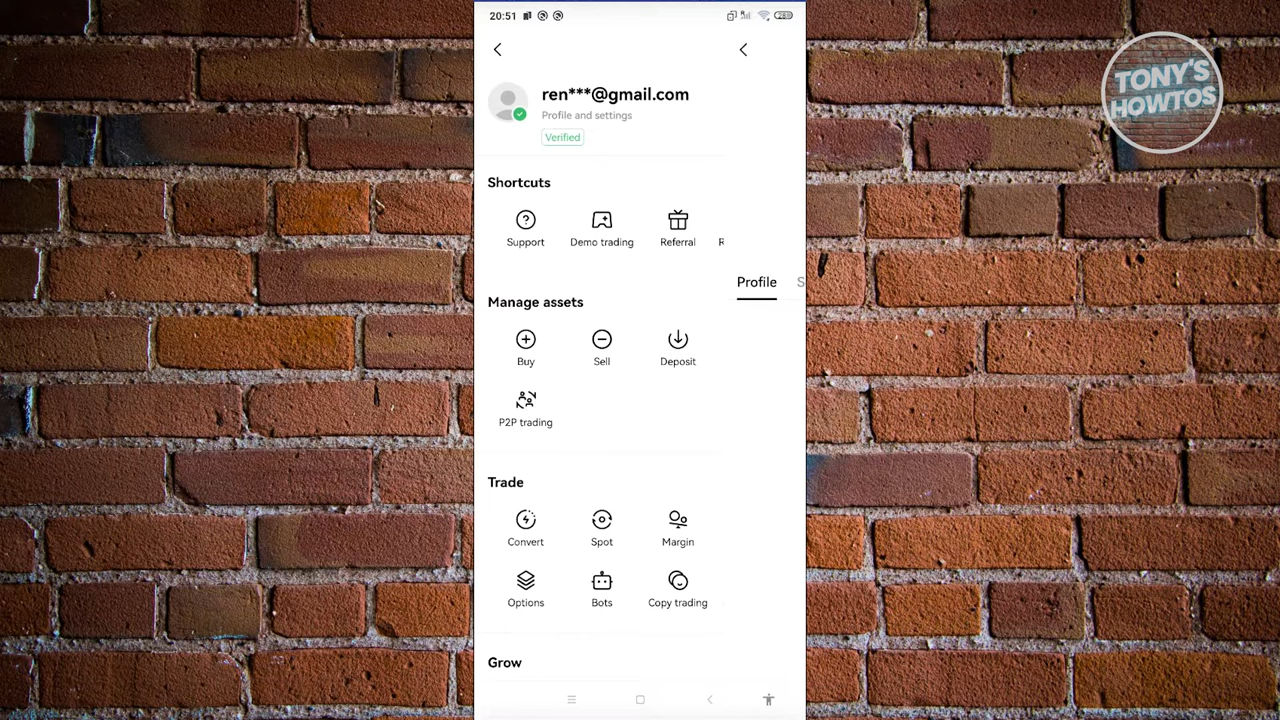 20:51
28
TONY'S
HOWTOS
ren***@gmail.com
Profile and settings
Verified
Shortcuts
Support Demo trading Referral R
Profile S
Manage assets
Buy Sell Deposit
P2P trading
Trade
Convert Spot Margin
Options Bots Copy trading
Grow